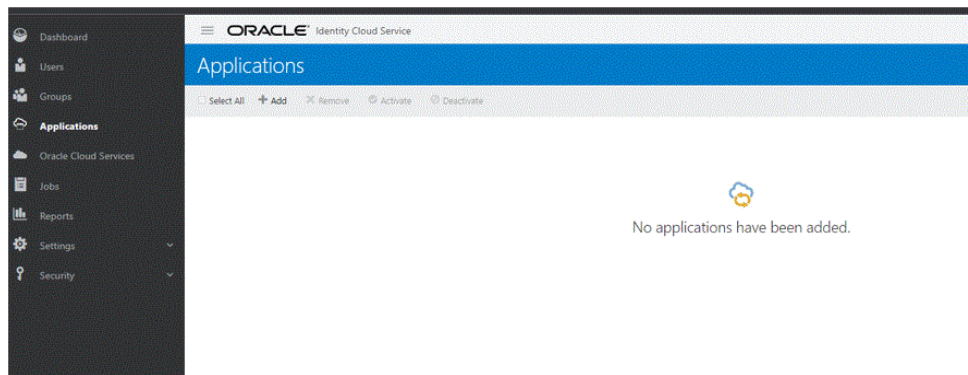 Dashboard
Users
Groups
Applications
Oracle Cloud Services
Jobs
Reports
Settings
Security
ORACLE Identity Cloud Service
Applications
Select All Add Remove Activate Deactivate
No applications have been added.